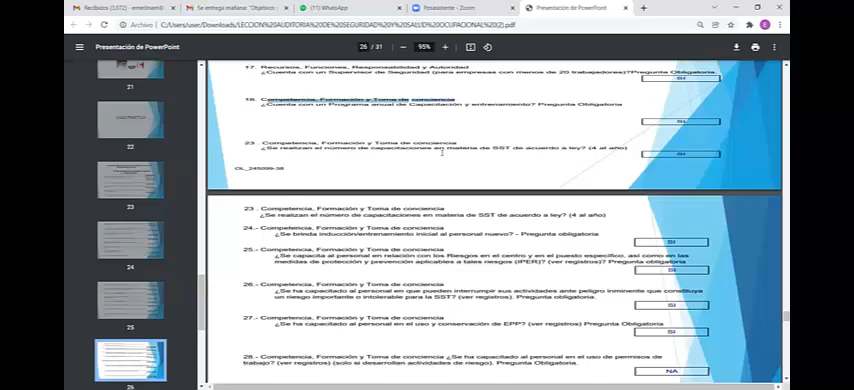 Recibidos (3,072) - emedinam@
Se entrega mañana: "Objetivos
(11) WhatsApp
Posasistente - Zoom
Presentación de PowerPoint
Archivo
C:/Users/user/Downloads/LECCION%20AUDITORIA%20DE%20SEGURIDAD%20Y%20SALUD%20OCUPACIONAL%20(2).pdf
Presentación de PowerPoint
26 / 31
95%
21
22
23
24
25
26
17. Recursos, Funciones, Responsabilidad y Autoridad
¿Cuenta con un Supervisor de Seguridad (para empresas con menos de 20 trabajadores)?Pregunta Obligatoria
SI
18. Competencia, Formación y Toma de conciencia
¿Cuenta con un Programa anual de Capacitación y entrenamiento? Pregunta Obligatoria
SI
23 . Competencia, Formación y Toma de conciencia
¿Se realizan el número de capacitaciones en materia de SST de acuerdo a ley? (4 al año)
SI
23 . Competencia, Formación y Toma de conciencia
¿Se realizan el número de capacitaciones en materia de SST de acuerdo a ley? (4 al año)
24.- Competencia, Formación y Toma de conciencia
¿Se brinda inducción/entrenamiento inicial al personal nuevo? - Pregunta obligatoria
SI
25.- Competencia, Formación y Toma de conciencia
¿Se capacita al personal en relación con los Riesgos en el centro y en el puesto específico, así como en las
medidas de protección y prevención aplicables a tales riesgos (IPER)? (ver registros)? Pregunta obligatoria
SI
26.- Competencia, Formación y Toma de conciencia
¿Se ha capacitado al personal en que pueden interrumpir sus actividades ante peligro inminente que constituya
un riesgo importante o intolerable para la SST? (ver registros). Pregunta obligatoria.
SI
27.- Competencia, Formación y Toma de conciencia
¿Se ha capacitado al personal en el uso y conservación de EPP? (ver registros) Pregunta Obligatoria
SI
28.- Competencia, Formación y Toma de conciencia ¿Se ha capacitado al personal en el uso de permisos de
trabajo? (ver registros) (solo si desarrollan actividades de riesgo). Pregunta Obligatoria.
NA